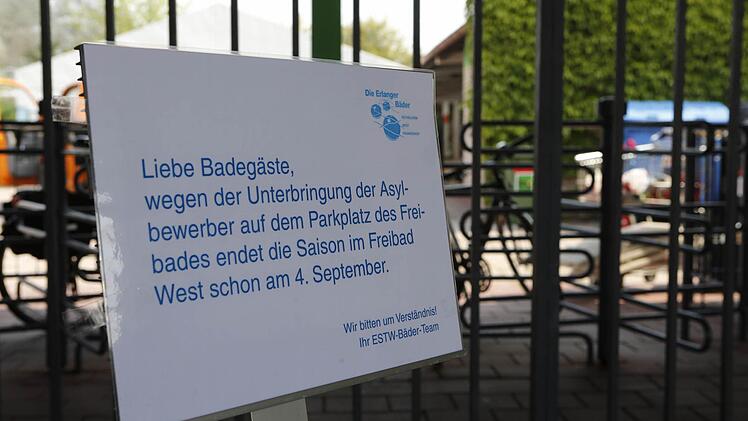 Die Erlanger
Bäder
Liebe Badegäste,
wegen der Unterbringung der Asyl-
bewerber auf dem Parkplatz des Frei-
bades endet die Saison im Freibad
West schon am 4. September.
Wir bitten um Verständnis!
Ihr ESTW-Bäder-Team